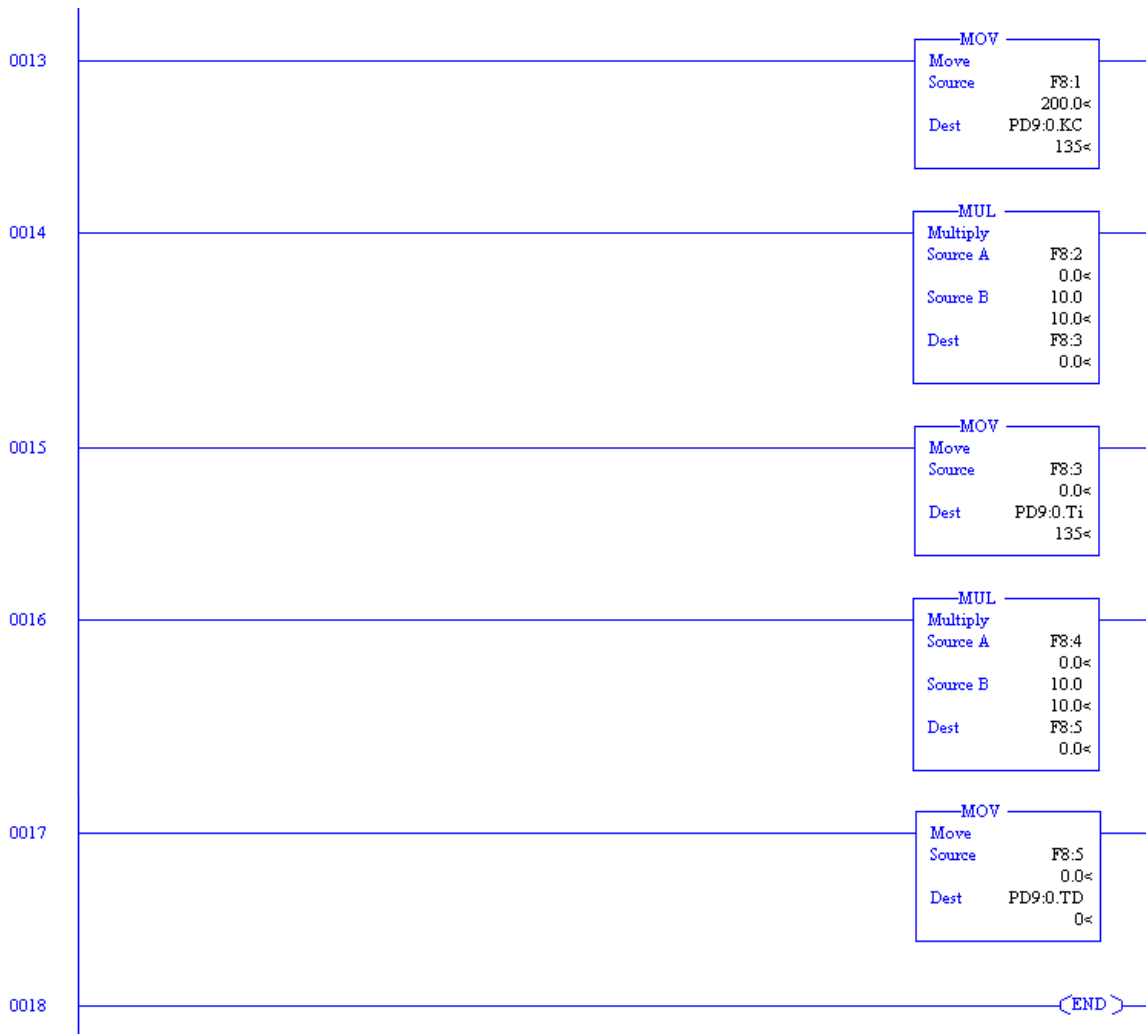 0013
MOV
Move
Source F8:1
200.0<
Dest PD9:0.KC
135<
0014
MUL
Multiply
Source A F8:2
0.0<
Source B 10.0
10.0<
Dest F8:3
0.0<
0015
MOV
Move
Source F8:3
0.0<
Dest PD9:0.Ti
135<
0016
MUL
Multiply
Source A F8:4
0.0<
Source B 10.0
10.0<
Dest F8:5
0.0<
0017
MOV
Move
Source F8:5
0.0<
Dest PD9:0.TD
0<
0018
END